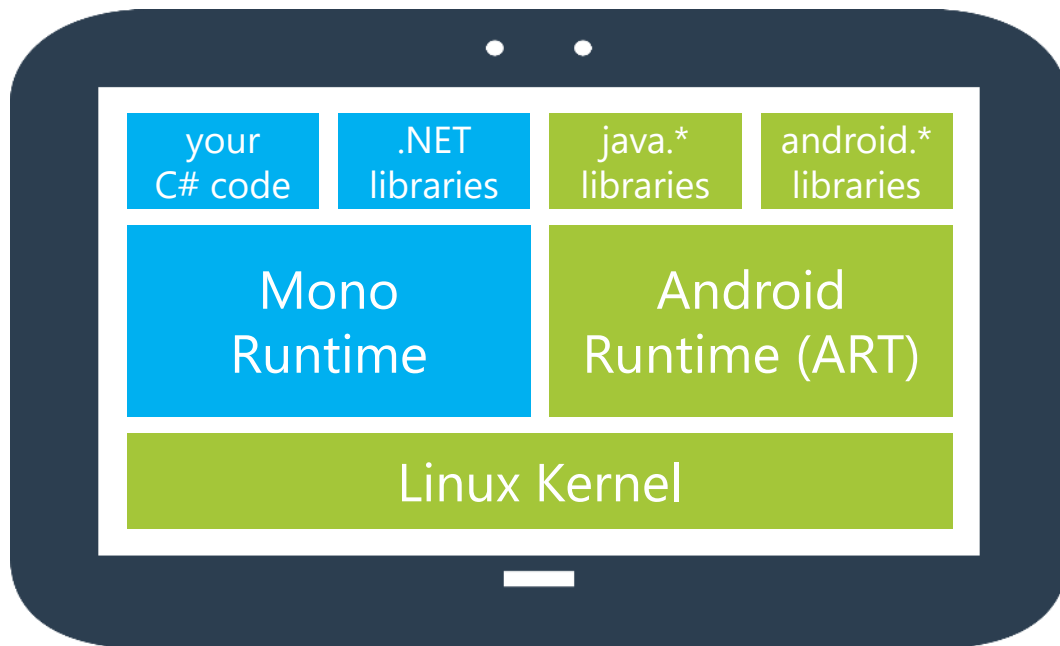 your
C# code
.NET
libraries
java.*
libraries
android.*
libraries
Mono
Runtime
Android
Runtime (ART)
Linux Kernel